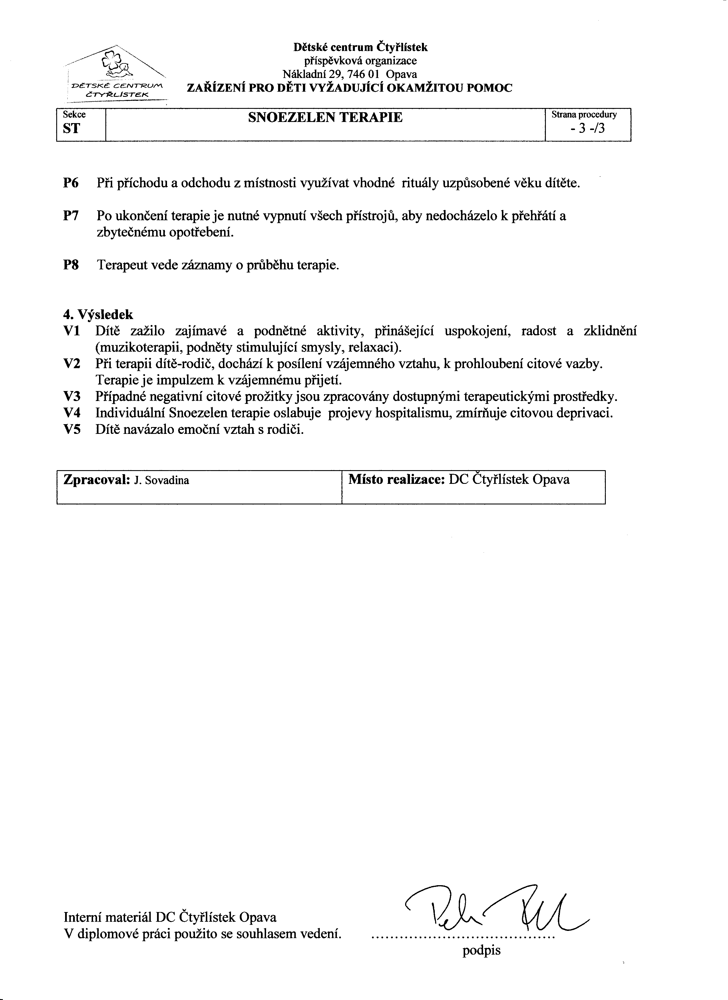 DĚTSKÉ CENTRUM
ČTYŘLÍSTEK
Dětské centrum Čtyřlístek
příspěvková organizace
Nákladní 29, 746 01  Opava
ZAŘÍZENÍ PRO DĚTI VYŽADUJÍCÍ OKAMŽITOU POMOC
Sekce
ST
SNOEZELEN TERAPIE
Strana procedury
- 3 -/3
P6 Při příchodu a odchodu z místnosti využívat vhodné  rituály uzpůsobené věku dítěte.
P7 Po ukončení terapie je nutné vypnutí všech přístrojů, aby nedocházelo k přehřátí a
zbytečnému opotřebení.
P8 Terapeut vede záznamy o průběhu terapie.
4. Výsledek
V1 Dítě zažilo zajímavé a podnětné aktivity, přinášející uspokojení, radost a zklidnění
(muzikoterapii, podněty stimulující smysly, relaxaci).
V2 Při terapii dítě-rodič, dochází k posílení vzájemného vztahu, k prohloubení citové vazby.
Terapie je impulzem k vzájemnému přijetí.
V3 Případné negativní citové prožitky jsou zpracovány dostupnými terapeutickými prostředky.
V4 Individuální Snoezelen terapie oslabuje  projevy hospitalismu, zmírňuje citovou deprivaci.
V5 Dítě navázalo emoční vztah s rodiči.
Zpracoval: J. Sovadina
Místo realizace: DC Čtyřlístek Opava
Interní materiál DC Čtyřlístek Opava
V diplomové práci použito se souhlasem vedení. .......................................
podpis